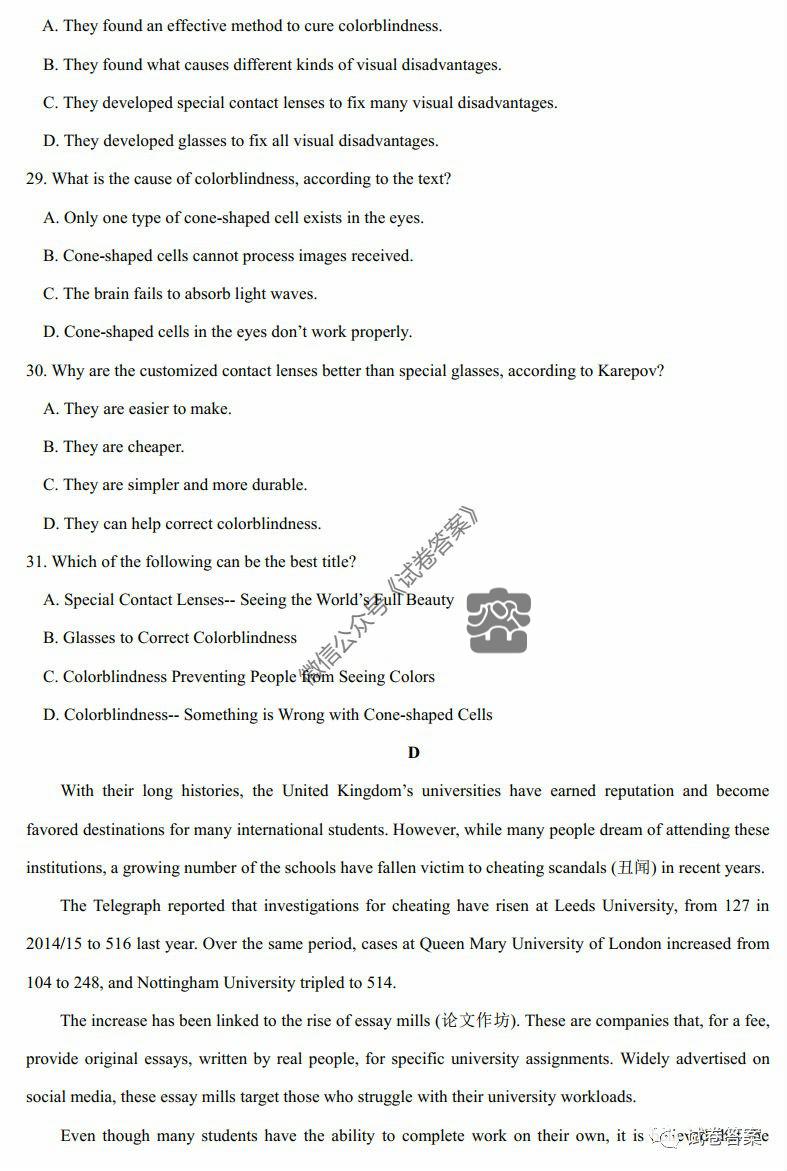 A. They found an effective method to cure colorblindness.
B. They found what causes different kinds of visual disadvantages.
C. They developed special contact lenses to fix many visual disadvantages.
D. They developed glasses to fix all visual disadvantages.
29. What is the cause of colorblindness, according to the text?
A. Only one type of cone-shaped cell exists in the eyes.
B. Cone-shaped cells cannot process images received.
C. The brain fails to absorb light waves.
D. Cone-shaped cells in the eyes don’t work properly.
30. Why are the customized contact lenses better than special glasses, according to Karepov?
A. They are easier to make.
B. They are cheaper.
C. They are simpler and more durable.
D. They can help correct colorblindness.
31. Which of the following can be the best title?
A. Special Contact Lenses-- Seeing the World’s Full Beauty
B. Glasses to Correct Colorblindness
C. Colorblindness Preventing People from Seeing Colors
D. Colorblindness-- Something is Wrong with Cone-shaped Cells
微信公众号《试卷答案》
D
With their long histories, the United Kingdom’s universities have earned reputation and become
favored destinations for many international students. However, while many people dream of attending these
institutions, a growing number of the schools have fallen victim to cheating scandals (丑闻) in recent years.
The Telegraph reported that investigations for cheating have risen at Leeds University, from 127 in
2014/15 to 516 last year. Over the same period, cases at Queen Mary University of London increased from
104 to 248, and Nottingham University tripled to 514.
The increase has been linked to the rise of essay mills (论文作坊). These are companies that, for a fee,
provide original essays, written by real people, for specific university assignments. Widely advertised on
social media, these essay mills target those who struggle with their university workloads.
Even though many students have the ability to complete work on their own, it is
试卷答案